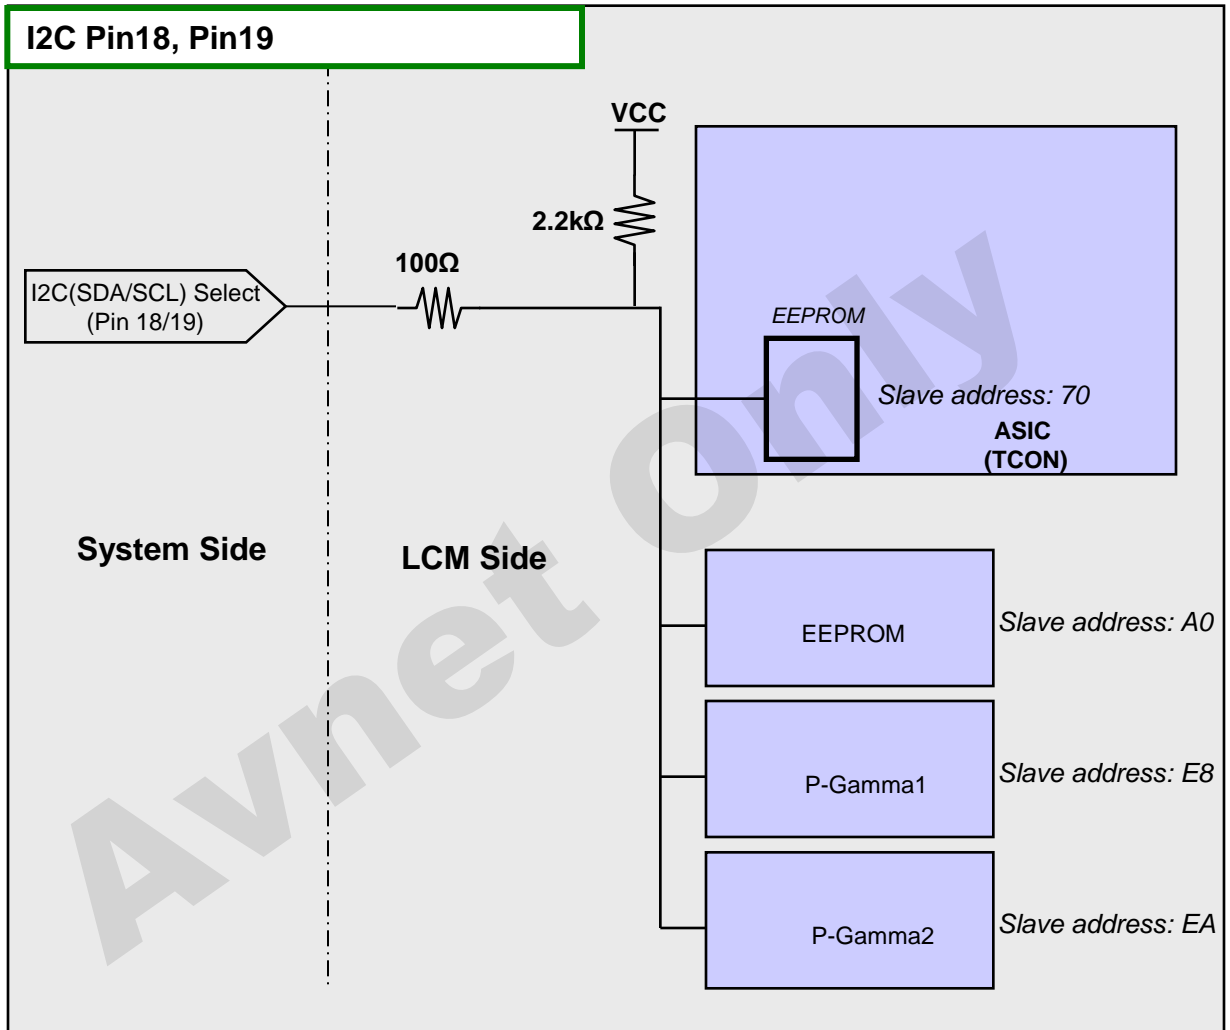 I2C Pin18, Pin19
VCC
2.2kΩ
100Ω
I2C(SDA/SCL) Select
(Pin 18/19)
EEPROM
Slave address: 70
ASIC
(TCON)
System Side
LCM Side
EEPROM
Slave address: A0
P-Gamma1
Slave address: E8
P-Gamma2
Slave address: EA
Avnet Only